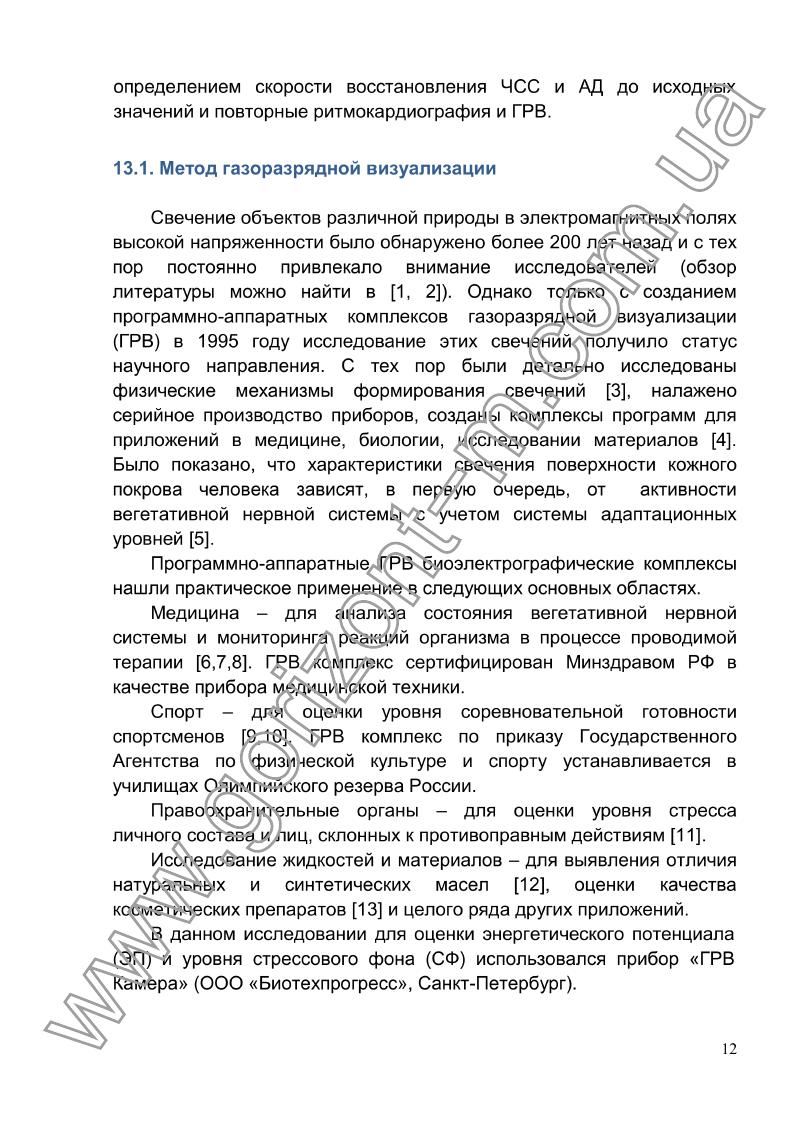 определением скорости восстановления ЧСС и АД до исходных
значений и повторные ритмокардиография и ГРВ.
13.1. Метод газоразрядной визуализации
Свечение объектов различной природы в электромагнитных полях
высокой напряженности было обнаружено более 200 лет назад и с тех
пор постоянно привлекало внимание исследователей (обзор
литературы можно найти в [1, 2]). Однако только с созданием
программно-аппаратных комплексов газоразрядной визуализации
(ГРВ) в 1995 году исследование этих свечений получило статус
научного направления. С тех пор были детально исследованы
физические механизмы формирования свечений [3], налажено
серийное производство приборов, созданы комплексы программ для
приложений в медицине, биологии, исследовании материалов [4].
Было показано, что характеристики свечения поверхности кожного
покрова человека зависят, в первую очередь, от активности
вегетативной нервной системы с учетом системы адаптационных
уровней [5].
Программно-аппаратные ГРВ биоэлектрографические комплексы
нашли практическое применение в следующих основных областях.
Медицина – для анализа состояния вегетативной нервной
системы и мониторинга реакций организма в процессе проводимой
терапии [6,7,8]. ГРВ комплекс сертифицирован Минздравом РФ в
качестве прибора медицинской техники.
Спорт – для оценки уровня соревновательной готовности
спортсменов [9,10]. ГРВ комплекс по приказу Государственного
Агентства по физической культуре и спорту устанавливается в
училищах Олимпийского резерва России.
Правоохранительные органы – для оценки уровня стресса
личного состава и лиц, склонных к противоправным действиям [11].
Исследование жидкостей и материалов – для выявления отличия
натуральных и синтетических масел [12], оценки качества
косметических препаратов [13] и целого ряда других приложений.
В данном исследовании для оценки энергетического потенциала
(ЭП) и уровня стрессового фона (СФ) использовался прибор «ГРВ
Камера» (ООО «Биотехпрогресс», Санкт-Петербург).
12
www.gorizont-m.com.ua